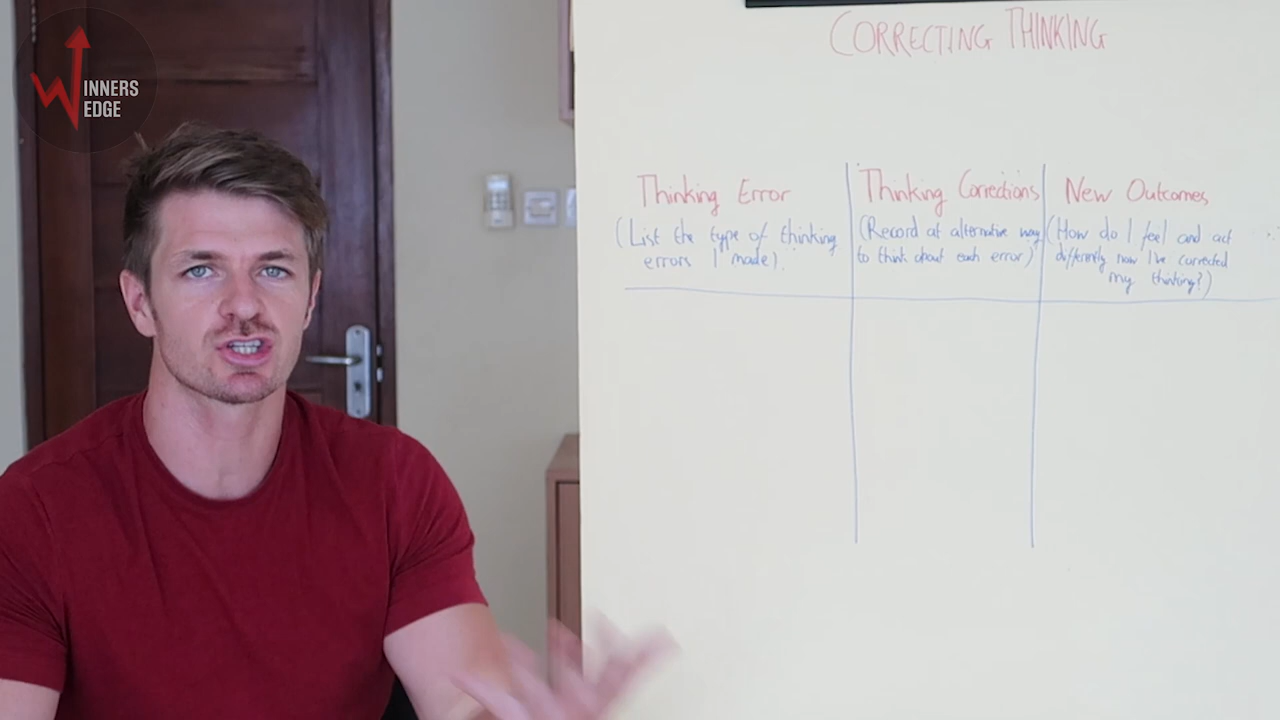 WINNERS
EDGE
CORRECTING THINKING
Thinking Error
(List the type of thinking
errors I made)
Thinking Corrections
(Record at alternative way
to think about each error)
New Outcomes
(How do I feel and act
differently now I've corrected
my thinking?)